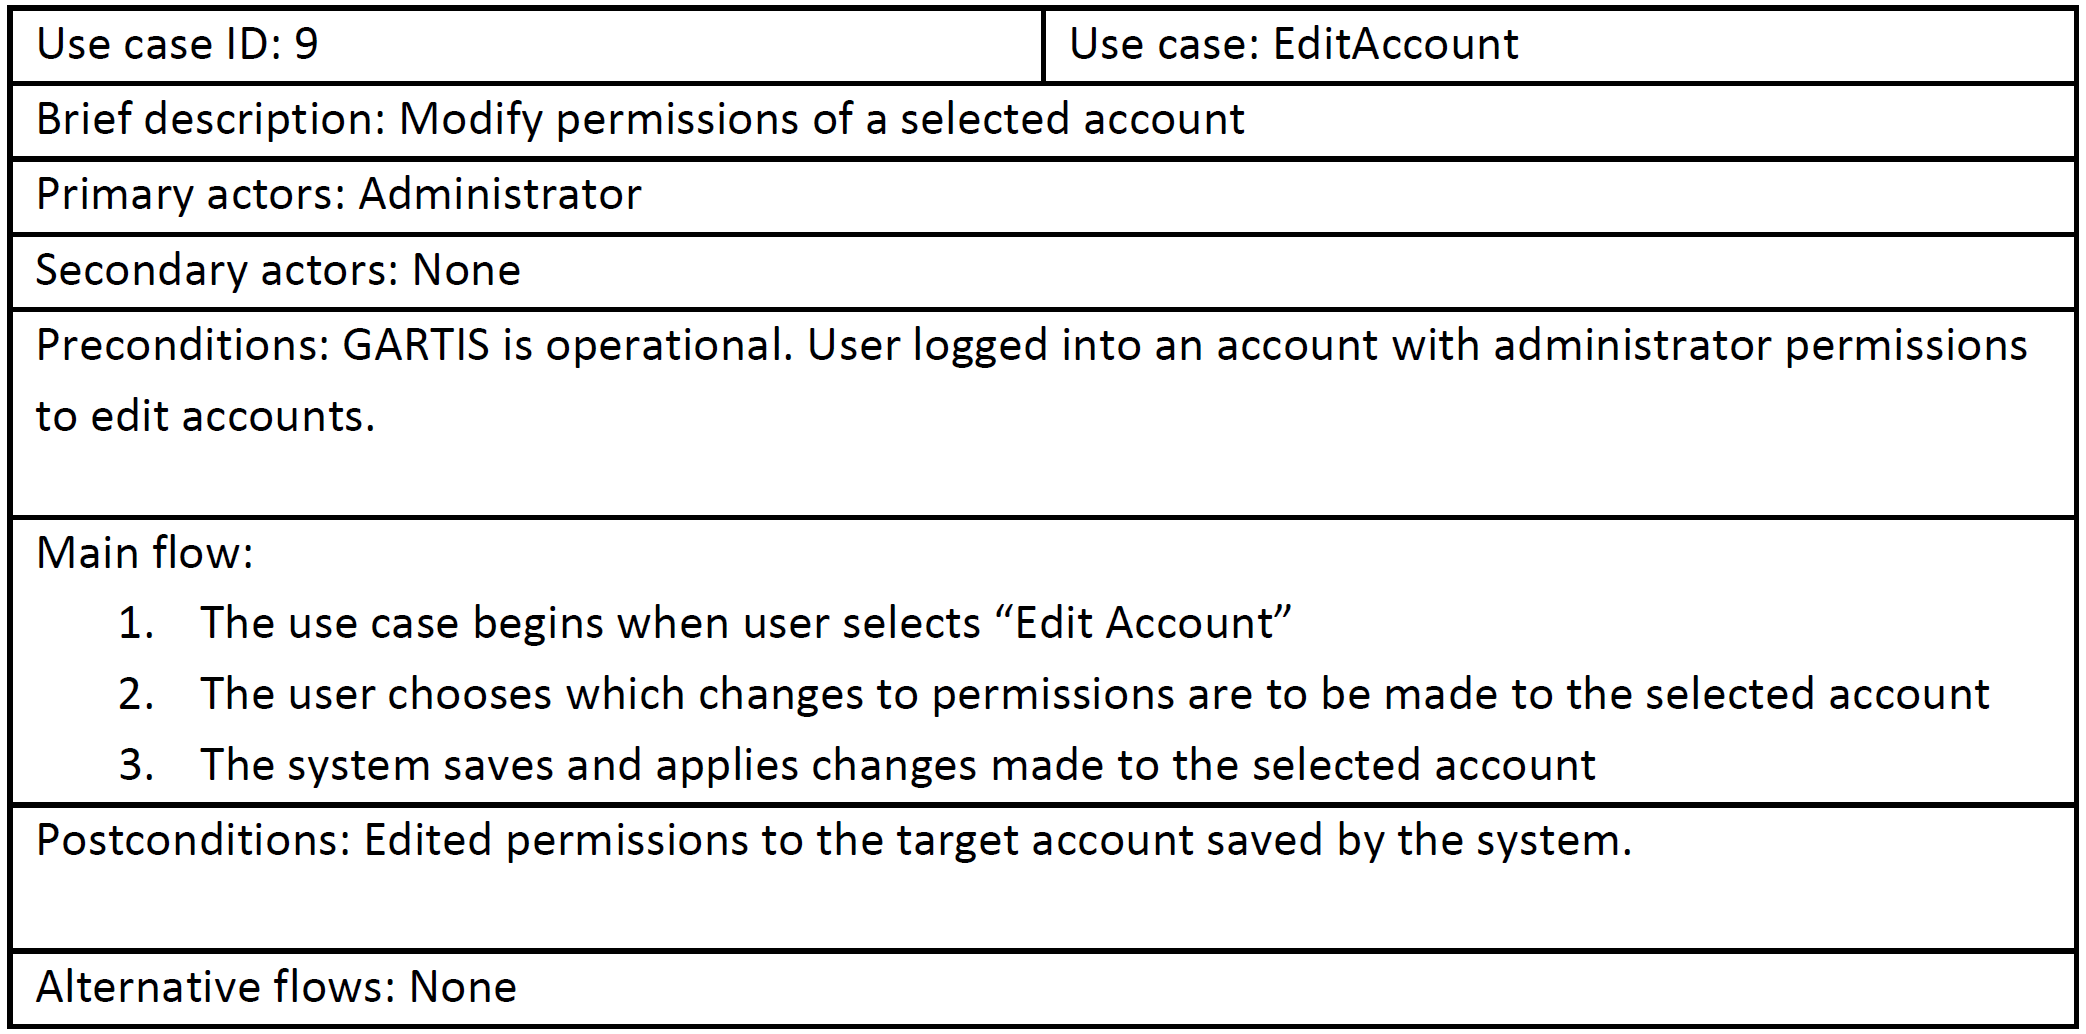 Use case ID: 9
Use case: EditAccount
Brief description: Modify permissions of a selected account
Primary actors: Administrator
Secondary actors: None
Preconditions: GARTIS is operational. User logged into an account with administrator permissions
to edit accounts.
Main flow:
1. The use case begins when user selects “Edit Account”
2. The user chooses which changes to permissions are to be made to the selected account
3. The system saves and applies changes made to the selected account
Postconditions: Edited permissions to the target account saved by the system.
Alternative flows: None